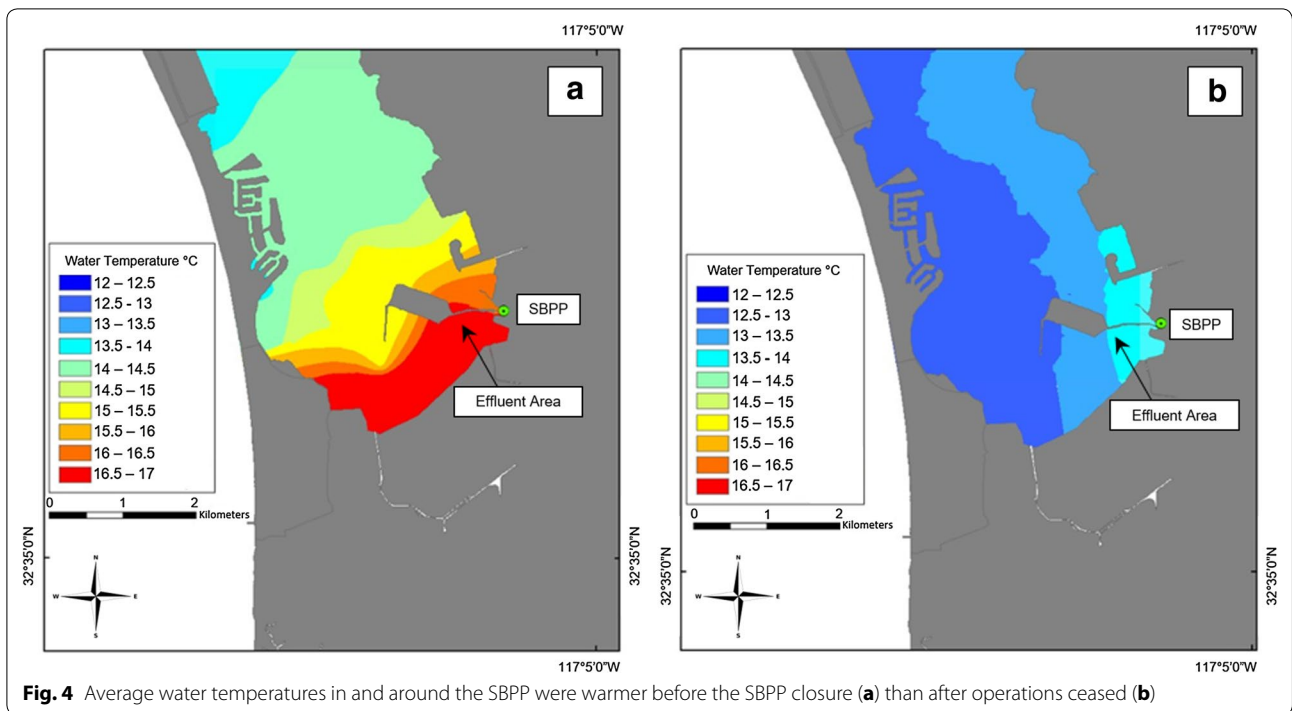 117°5'0"W
a
Water Temperature °C
12 – 12.5
12.5 - 13
13 – 13.5
13.5 - 14
14 – 14.5
14.5 – 15
15 – 15.5
15.5 – 16
16 – 16.5
16.5 – 17
0 1 2
Kilometers
SBPP
Effluent Area
32°35'0"N
32°35'0"N
N
W E
S
117°5'0"W
117°5'0"W
b
Water Temperature °C
12 – 12.5
12.5 - 13
13 – 13.5
13.5 - 14
14 – 14.5
14.5 – 15
15 – 15.5
15.5 – 16
16 – 16.5
16.5 – 17
0 1 2
Kilometers
SBPP
Effluent Area
32°35'0"N
N
W E
S
117°5'0"W
Fig. 4 Average water temperatures in and around the SBPP were warmer before the SBPP closure (a) than after operations ceased (b)